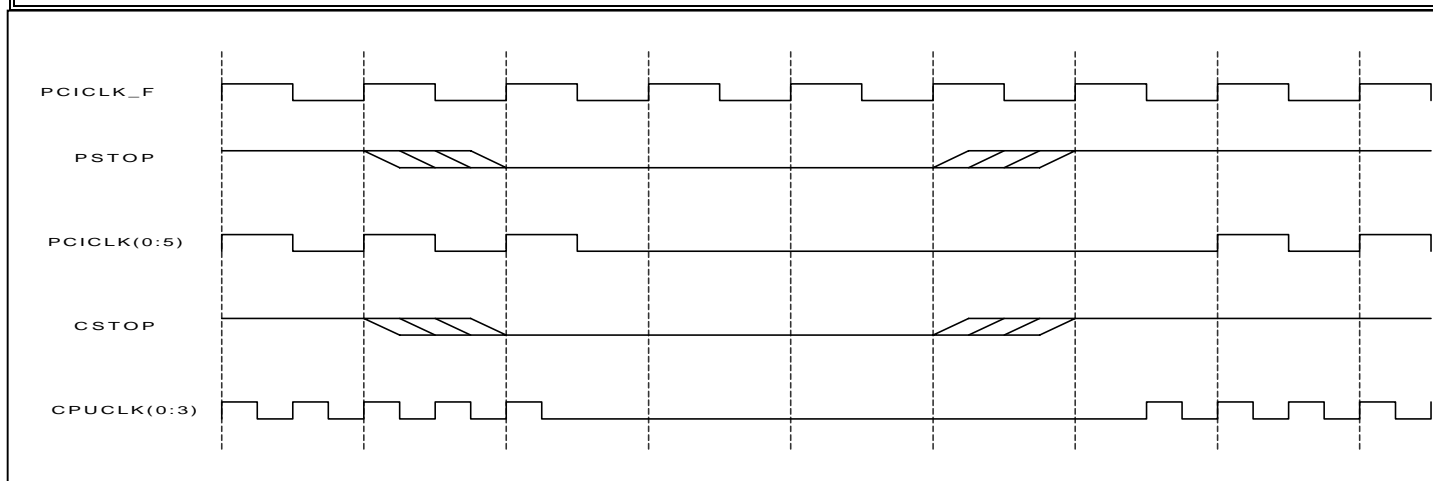 PCICLK_F
PSTOP
PCICLK(0:5)
CSTOP
CPUCLK(0:3)